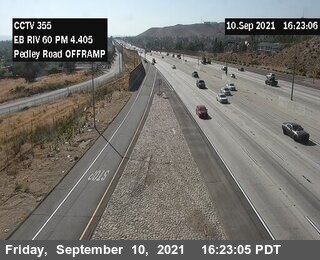 CCTV 355
EB RIV 60 PM 4.405
Pedley Road OFFRAMP
10.Sep 2021 16:23:06
STOP
Friday, September 10, 2021 16:23:05 PDT